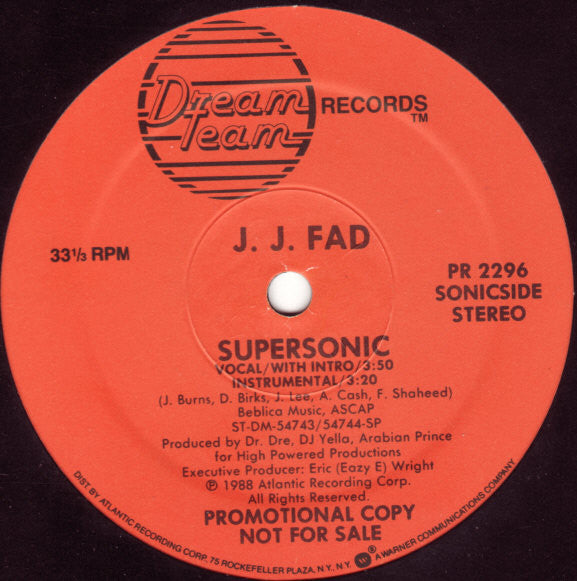 Dream Team RECORDS™
J. J. FAD
33⅓ RPM
PR 2296
SONICSIDE
STEREO
SUPERSONIC
VOCAL/WITH INTRO/3:50
INSTRUMENTAL/3:20
(J. Burns, D. Birks, J. Lee, A. Cash, F. Shaheed)
Beblica Music, ASCAP
ST-DM-54743/54744-SP
Produced by Dr. Dre, DJ Yella, Arabian Prince
for High Powered Productions
Executive Producer: Eric (Eazy E) Wright
℗ 1988 Atlantic Recording Corp.
All Rights Reserved.
PROMOTIONAL COPY
NOT FOR SALE
DIST BY ATLANTIC RECORDING CORP. 75 ROCKEFELLER PLAZA, N.Y., N.Y. ® A WARNER COMMUNICATIONS COMPANY